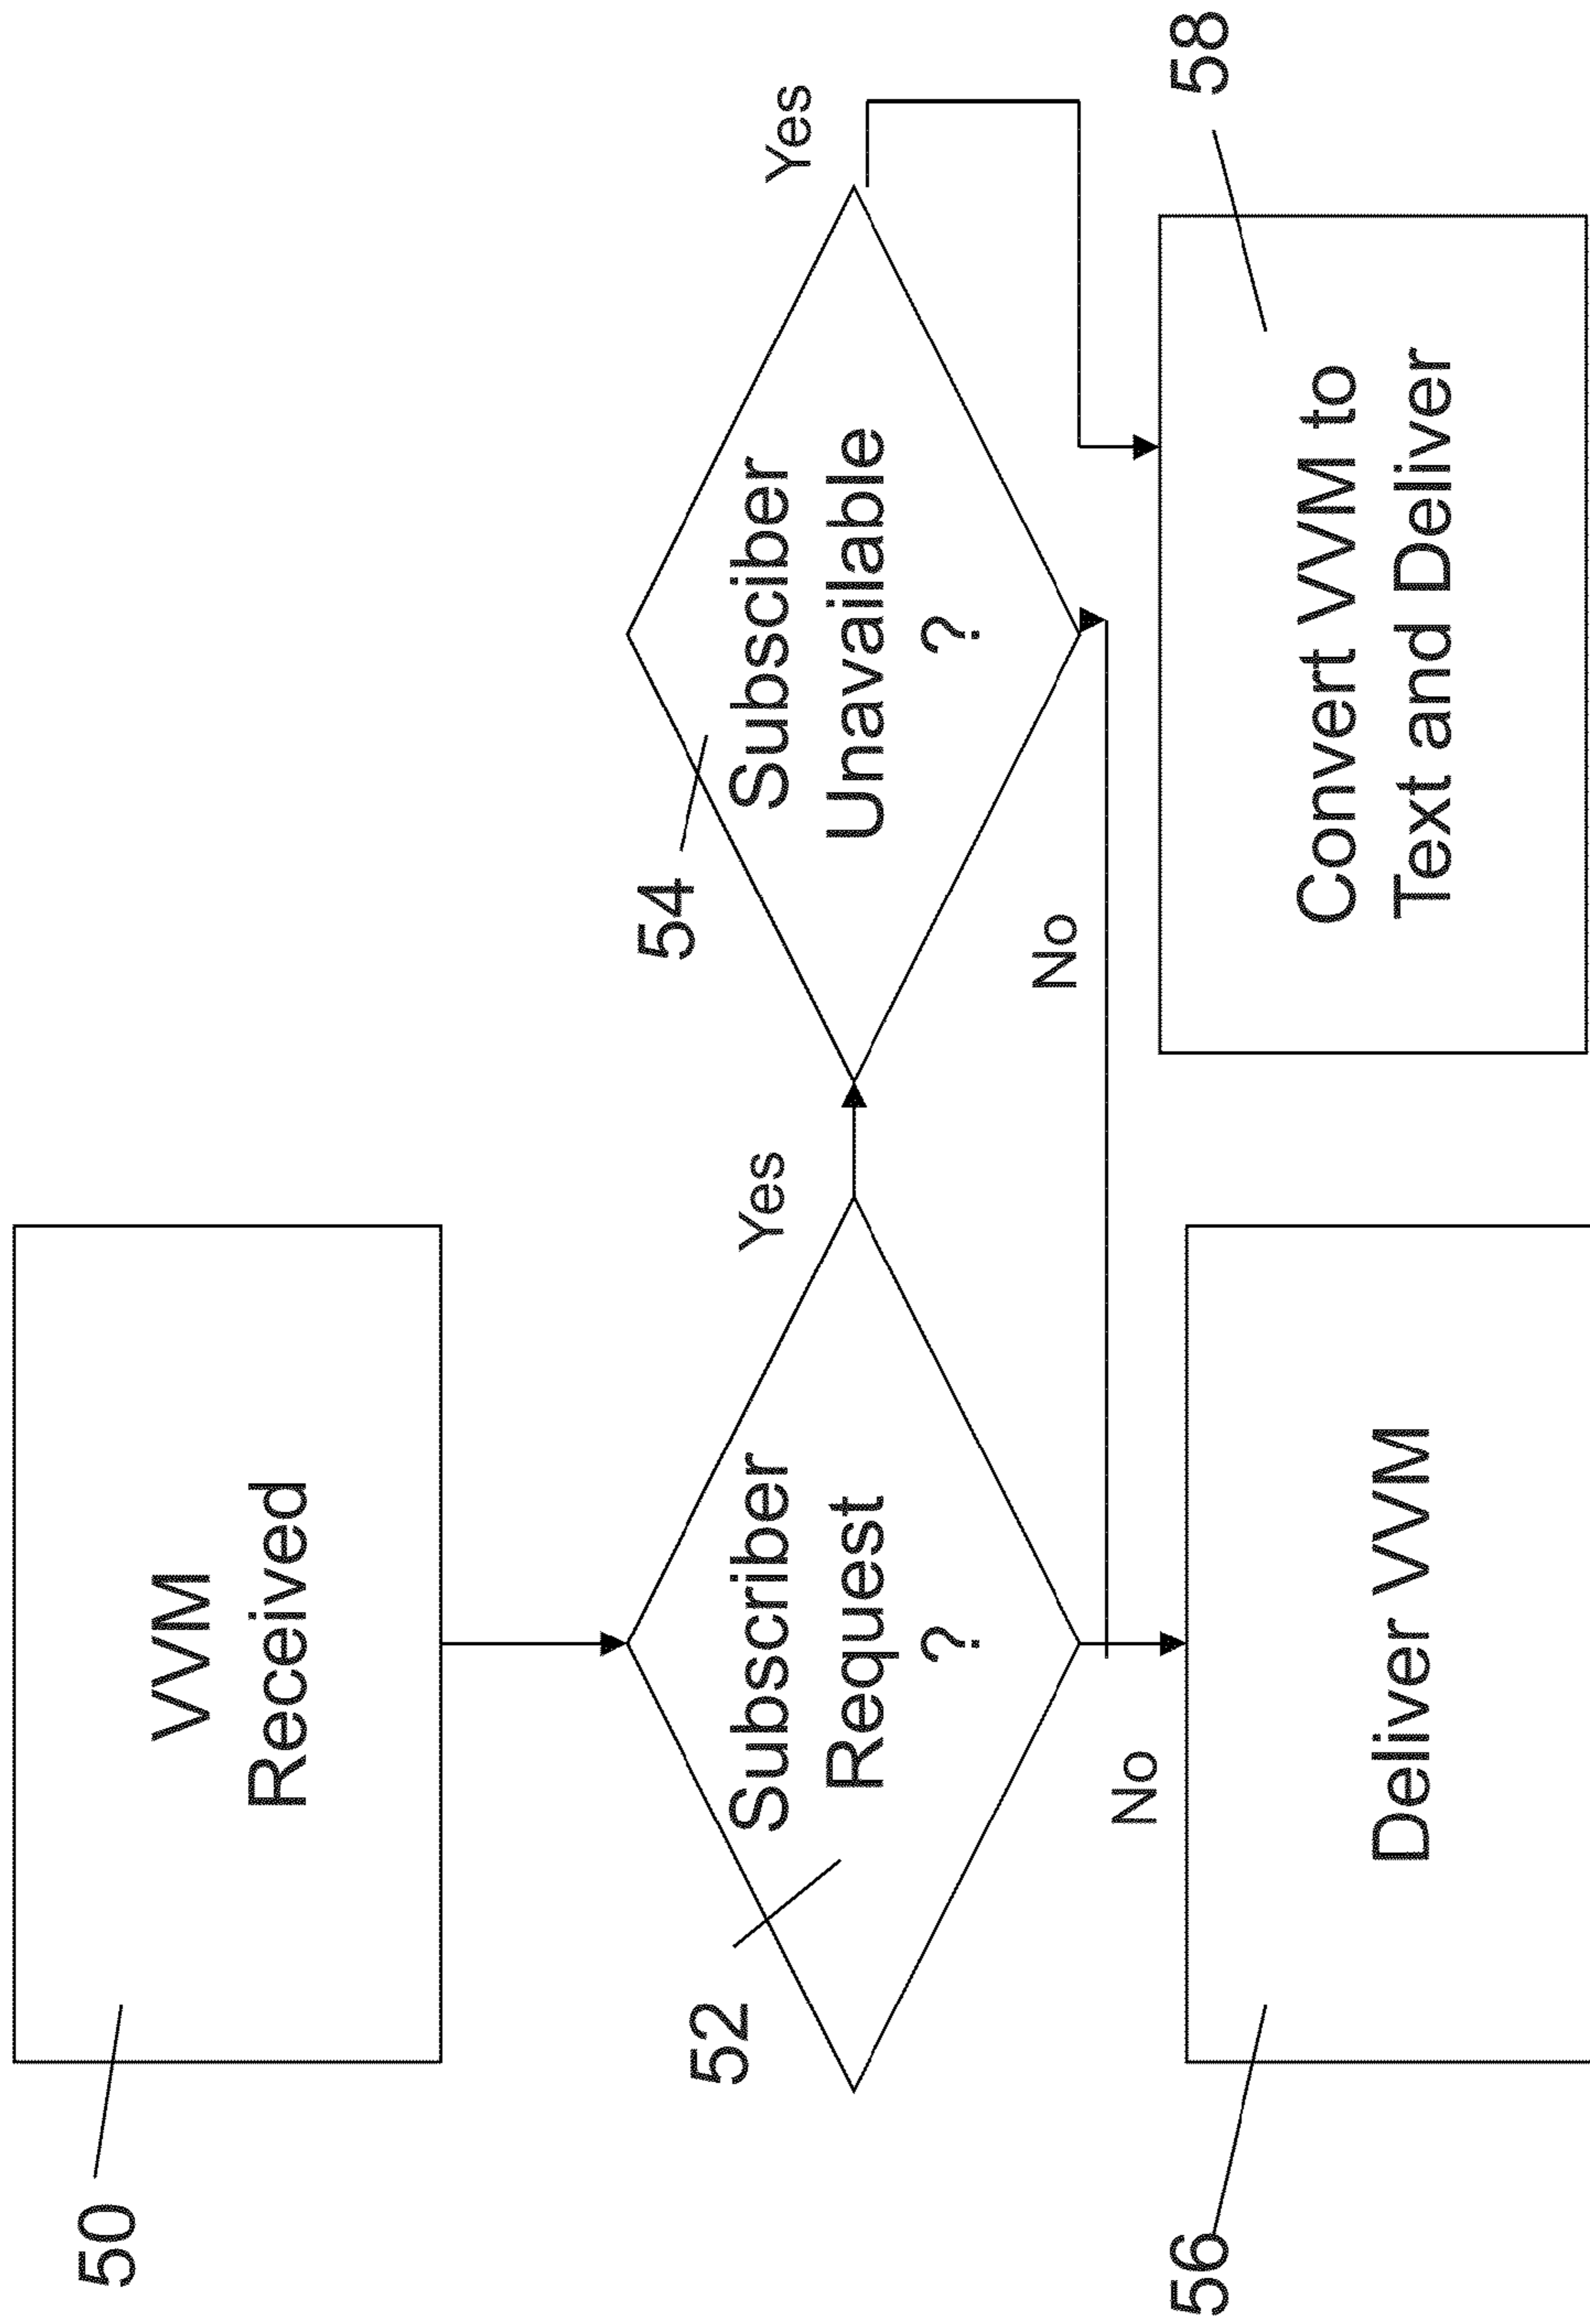 50
VVM
Received
52
Subscriber
Request
?
Yes
54
Subsciber
Unavailable
?
Yes
No
No
56
Deliver VVM
58
Convert VVM to
Text and Deliver